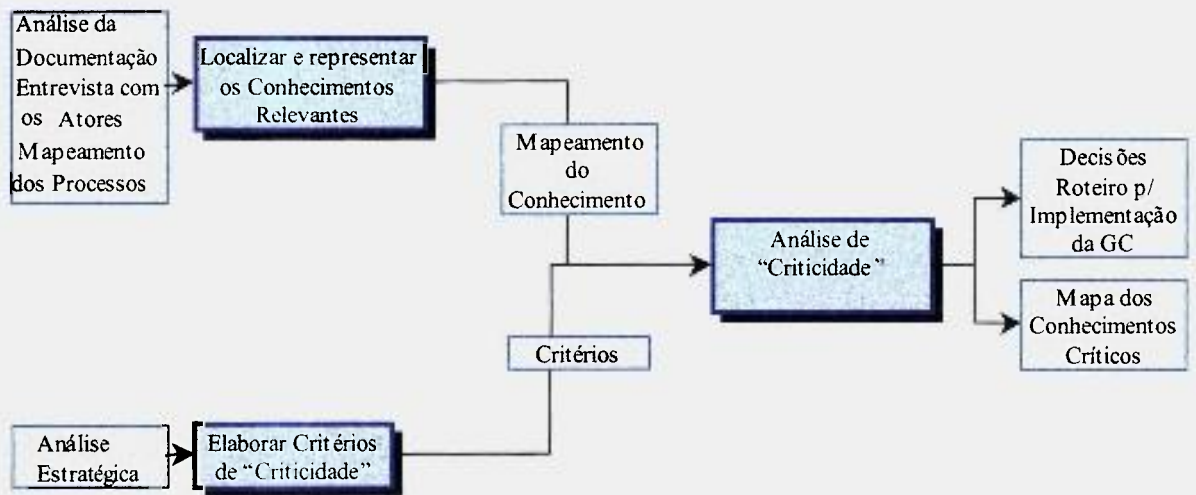 Análise da
Documentação
Entrevista com
os Atores
Mapeamento
dos Processos
Localizar e representar
os Conhecimentos
Relevantes
Mapeamento
do
Conhecimento
Análise de
“Criticidade”
Decisões
Roteiro p/
Implementação
da GC
Mapa dos
Conhecimentos
Críticos
Critérios
Análise
Estratégica
Elaborar Critérios
de “Criticidade”